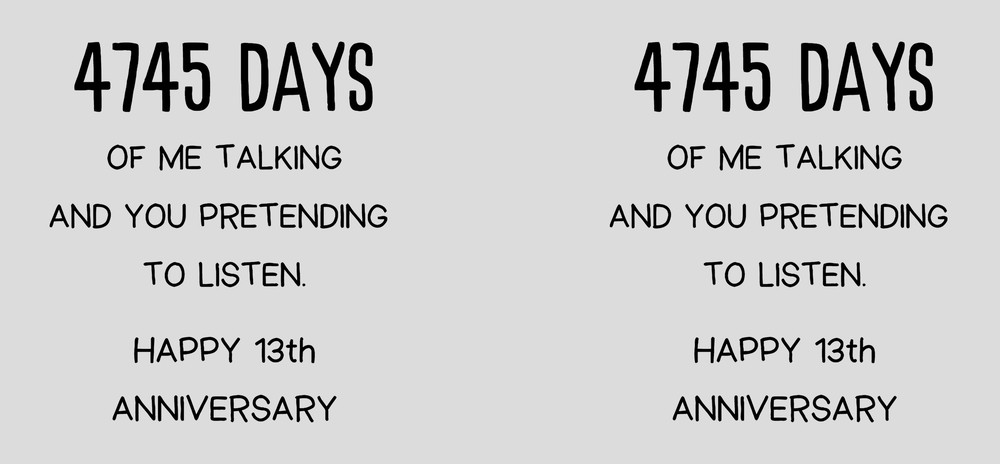 4745 DAYS
OF ME TALKING
AND YOU PRETENDING
TO LISTEN.
HAPPY 13th
ANNIVERSARY
4745 DAYS
OF ME TALKING
AND YOU PRETENDING
TO LISTEN.
HAPPY 13th
ANNIVERSARY